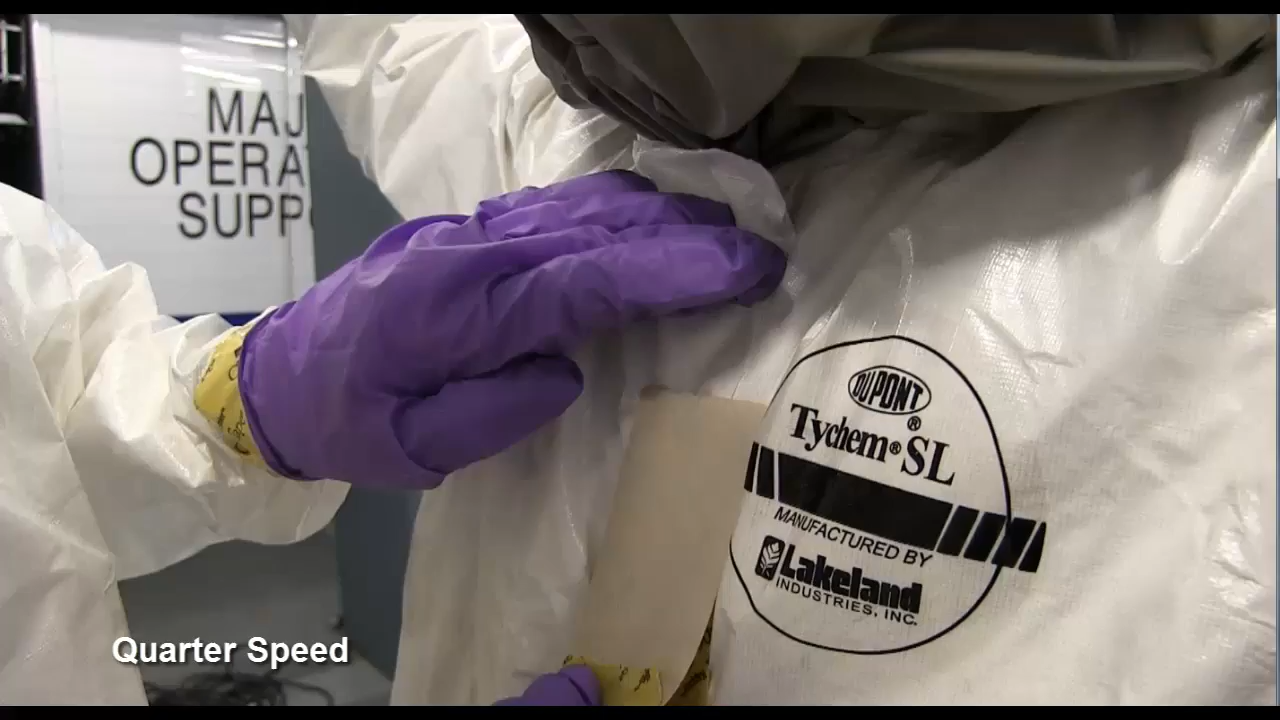 MAJ
OPERA
SUPP
DUPONT
®
Tychem® SL
MANUFACTURED BY
Lakeland
INDUSTRIES, INC.
Quarter Speed